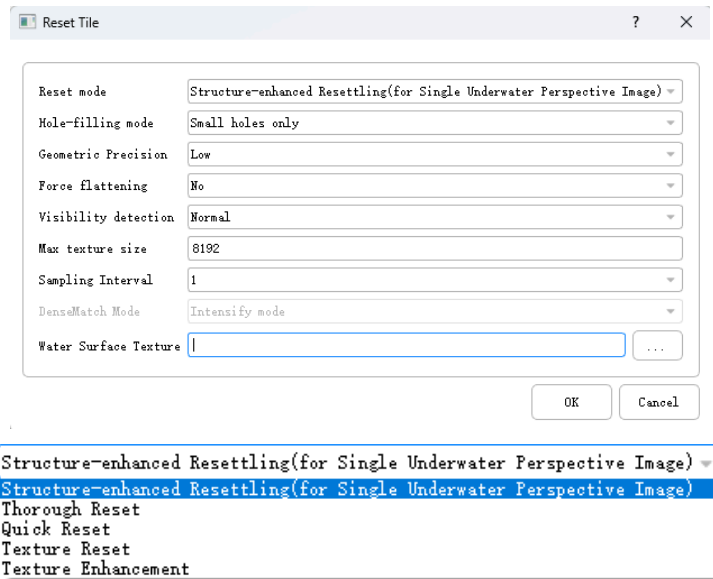 Reset Tile ?
Reset mode Structure-enhanced Resettling(for Single Underwater Perspective Image)
Hole-filling mode Small holes only
Geometric Precision Low
Force flattening No
Visibility detection Normal
Max texture size 8192
Sampling Interval 1
DenseMatch Mode Intensify mode
Water Surface Texture ...
OK Cancel
Structure-enhanced Resettling(for Single Underwater Perspective Image)
Structure-enhanced Resettling(for Single Underwater Perspective Image)
Thorough Reset
Quick Reset
Texture Reset
Texture Enhancement